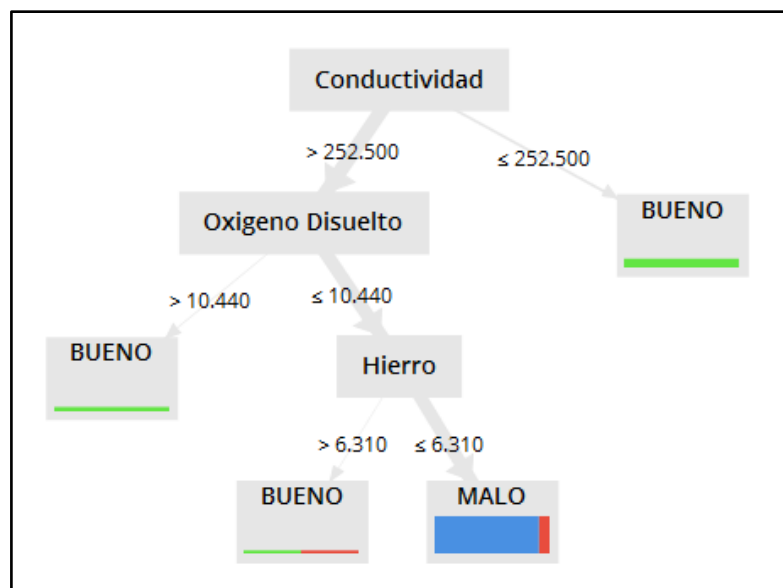 Conductividad
> 252.500
≤ 252.500
Oxigeno Disuelto
BUENO
> 10.440
≤ 10.440
BUENO
Hierro
> 6.310
≤ 6.310
BUENO
MALO